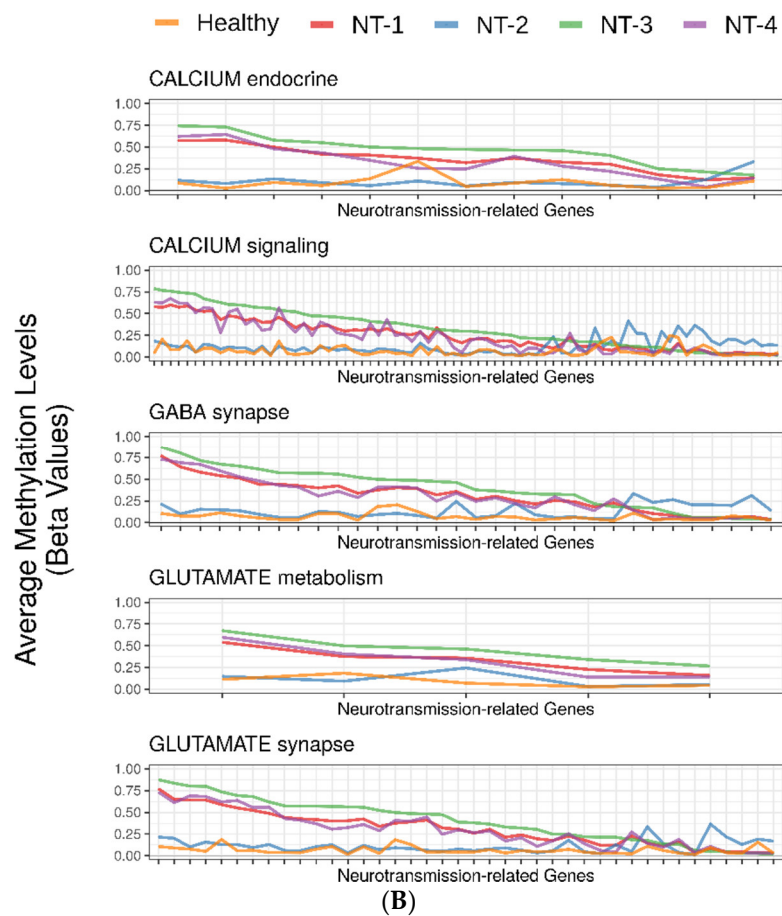 Healthy NT-1 NT-2 NT-3 NT-4
Average Methylation Levels
(Beta Values)
CALCIUM endocrine
1.00
0.75
0.50
0.25
0.00
Neurotransmission-related Genes
CALCIUM signaling
1.00
0.75
0.50
0.25
0.00
Neurotransmission-related Genes
GABA synapse
1.00
0.75
0.50
0.25
0.00
Neurotransmission-related Genes
GLUTAMATE metabolism
1.00
0.75
0.50
0.25
0.00
Neurotransmission-related Genes
GLUTAMATE synapse
1.00
0.75
0.50
0.25
0.00
Neurotransmission-related Genes
(B)